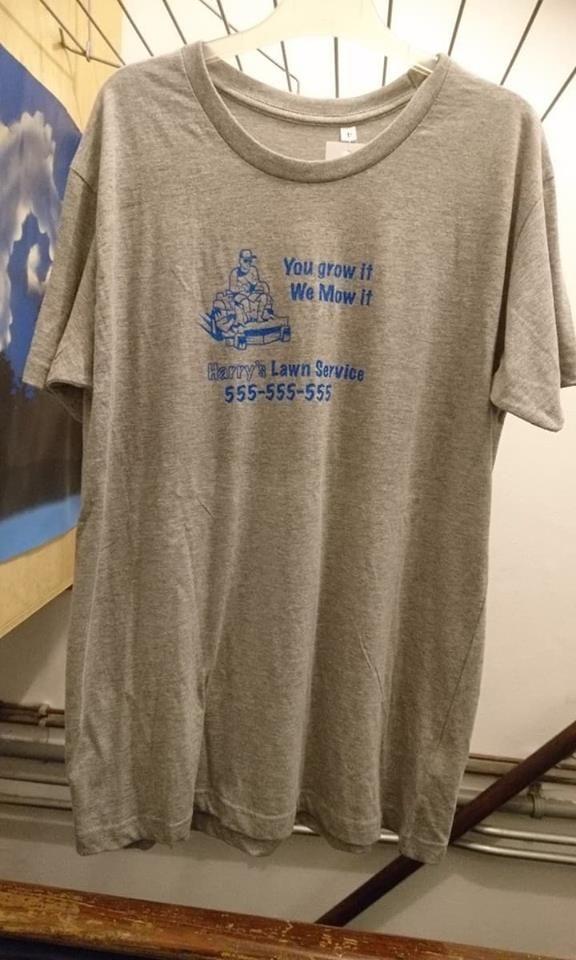 You grow it
We Mow it
Harry's Lawn Service
555-555-555